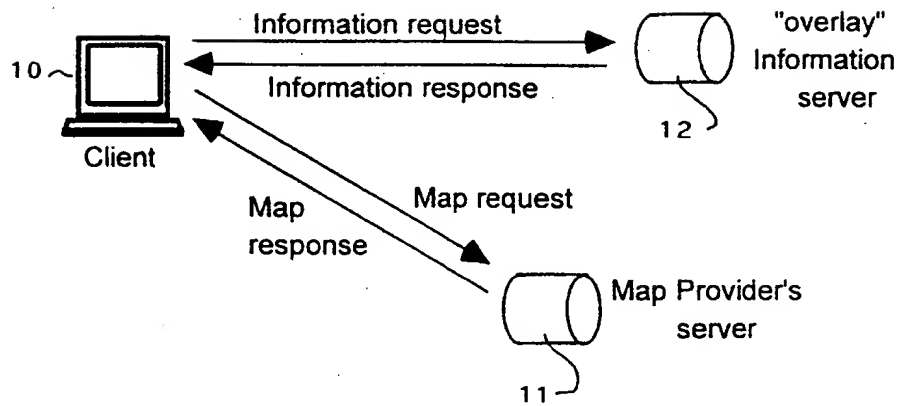 Information request
"overlay"
Information
server
10
Information response
12
Client
Map request
Map
response
Map Provider's
server
11